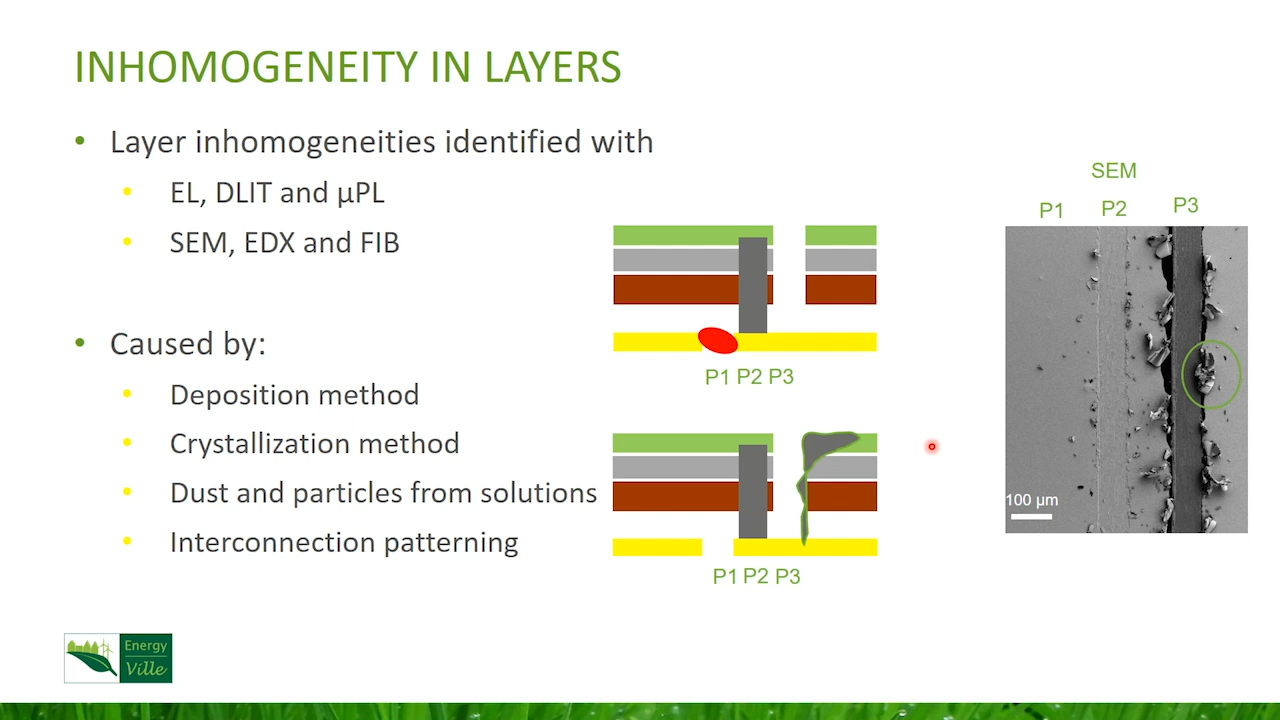 INHOMOGENEITY IN LAYERS
• Layer inhomogeneities identified with
• EL, DLIT and µPL
• SEM, EDX and FIB
• Caused by:
• Deposition method
• Crystallization method
• Dust and particles from solutions
• Interconnection patterning
P1 P2 P3
P1 P2 P3
SEM
P1 P2 P3
100 µm
Energy
Ville